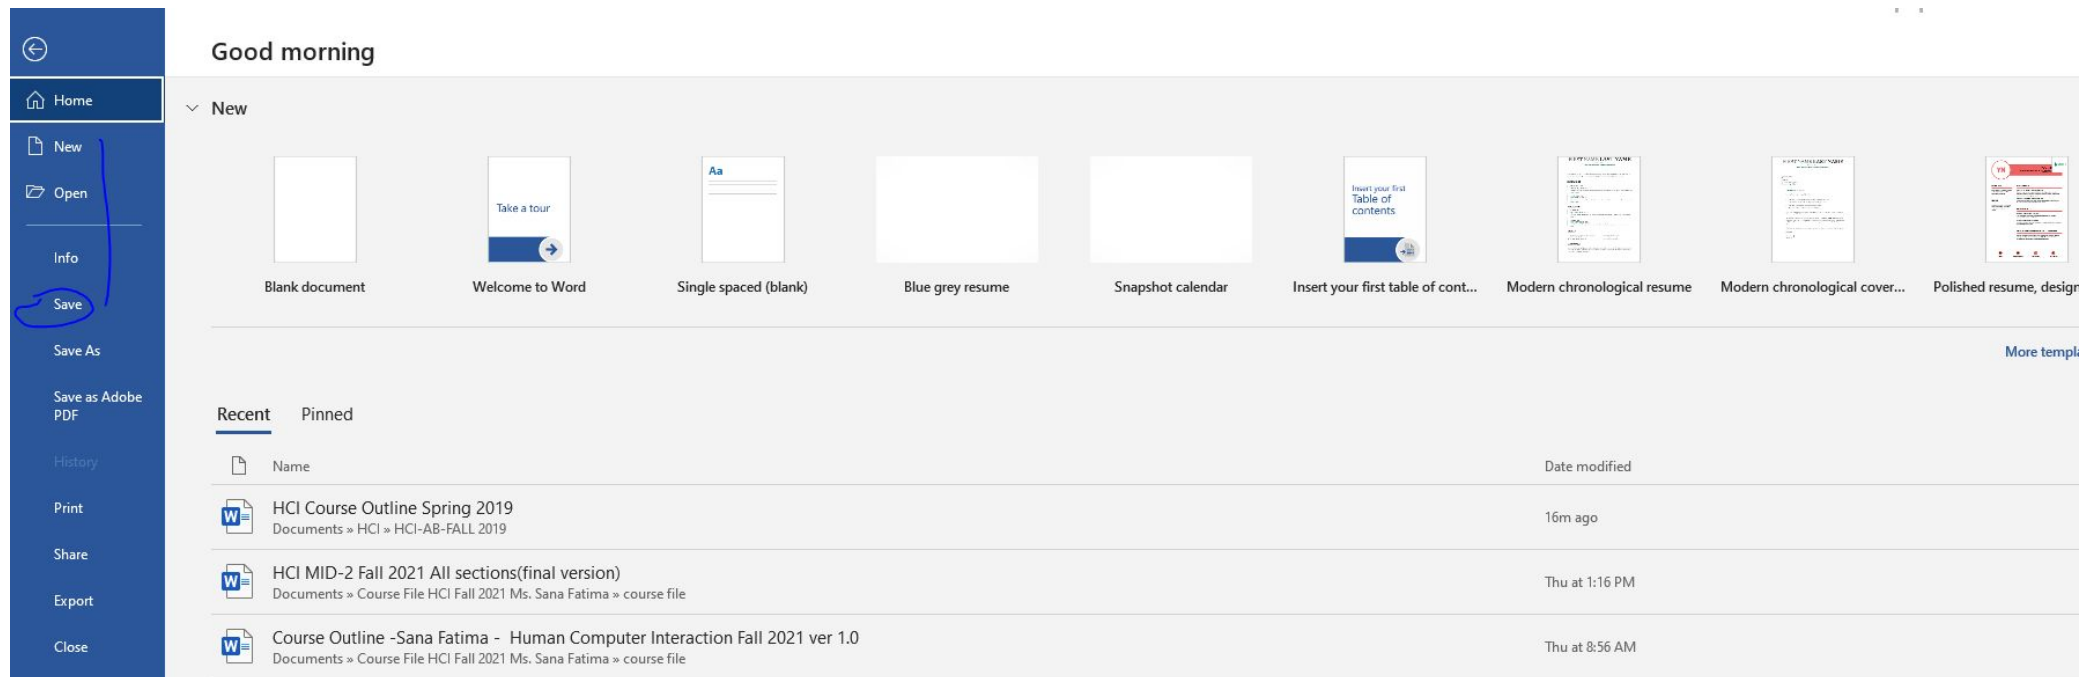 Good morning
Home
New
Open
Info
Save
Save As
Save as Adobe
PDF
History
Print
Share
Export
Close
New
Aa
Take a tour
Insert your first
Table of
contents
YN
Blank document
Welcome to Word
Single spaced (blank)
Blue grey resume
Snapshot calendar
Insert your first table of cont...
Modern chronological resume
Modern chronological cover...
Polished resume, design
More templa
Recent Pinned
Name Date modified
W
HCI Course Outline Spring 2019
Documents » HCI » HCI-AB-FALL 2019
16m ago
W
HCI MID-2 Fall 2021 All sections(final version)
Documents » Course File HCI Fall 2021 Ms. Sana Fatima » course file
Thu at 1:16 PM
W
Course Outline -Sana Fatima - Human Computer Interaction Fall 2021 ver 1.0
Documents » Course File HCI Fall 2021 Ms. Sana Fatima » course file
Thu at 8:56 AM